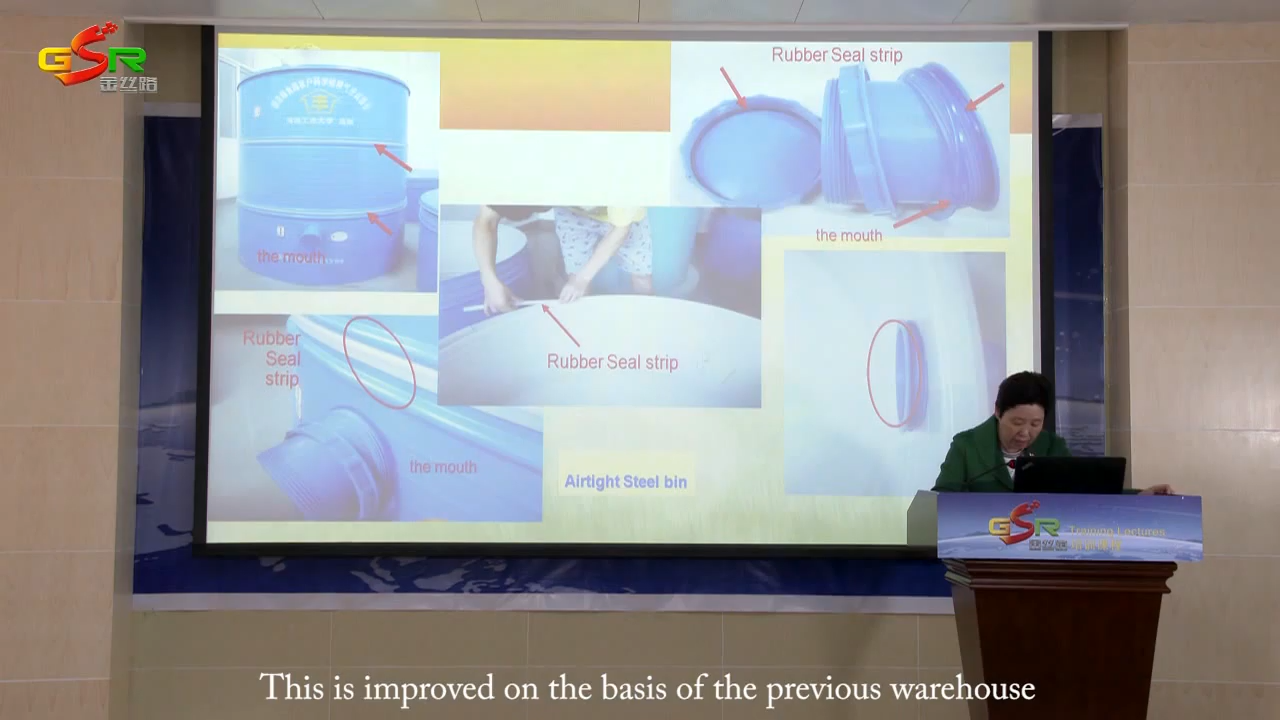 GSR
金丝路
Rubber Seal strip
the mouth
the mouth
Rubber
Seal
strip
Rubber Seal strip
the mouth
Airtight Steel bin
GSR
Training Lectures
This is improved on the basis of the previous warehouse